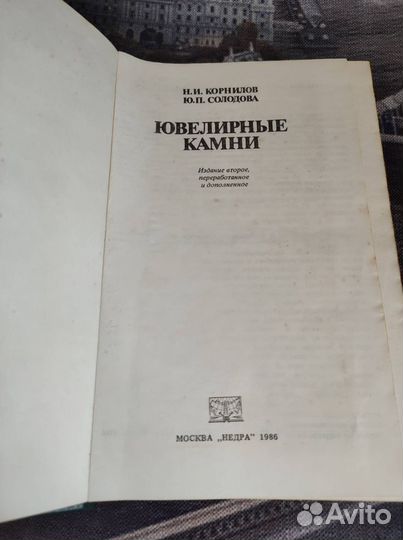 Н.И. КОРНИЛОВ
Ю.П. СОЛОДОВА
ЮВЕЛИРНЫЕ
КАМНИ
Издание второе,
переработанное
и дополненное
МОСКВА „НЕДРА" 1986
Avito